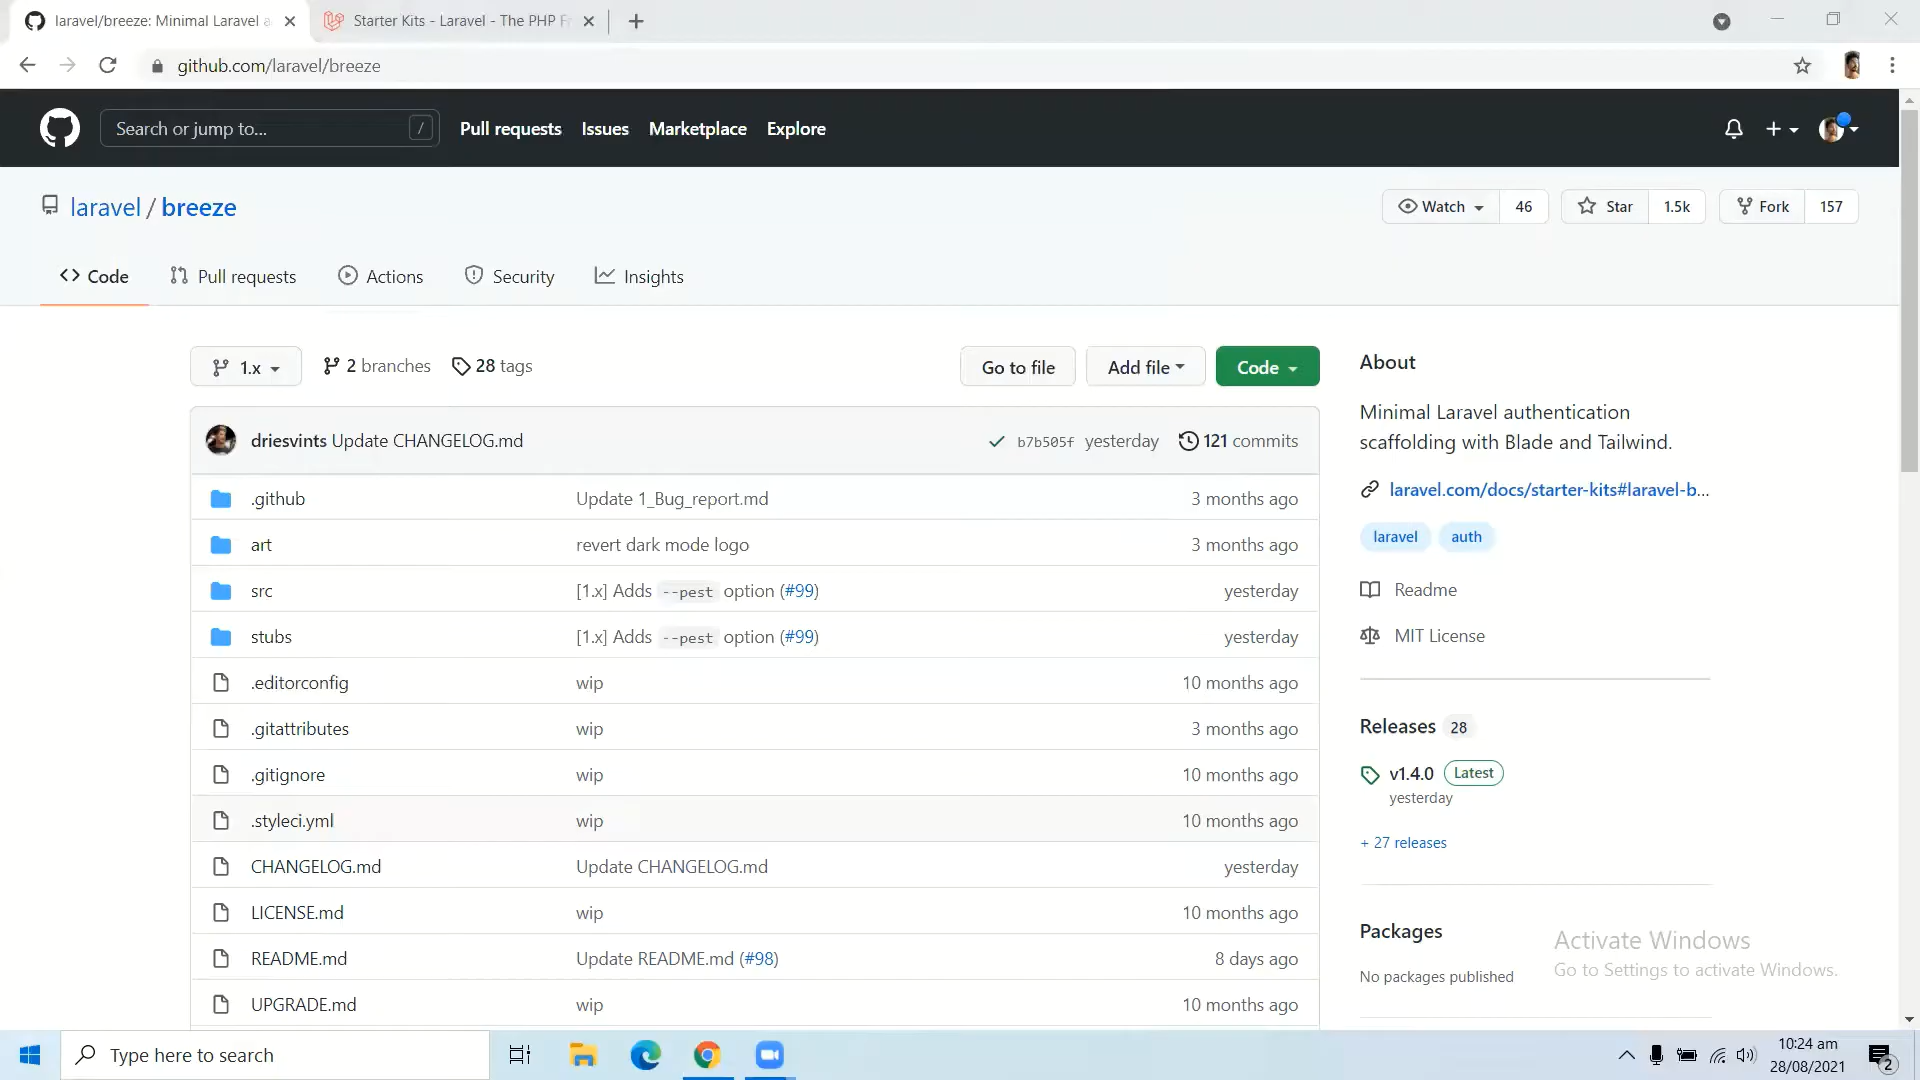 laravel/breeze: Minimal Laravel a
Starter Kits - Laravel - The PHP Fr
github.com/laravel/breeze
Search or jump to... /
Pull requests Issues Marketplace Explore
laravel / breeze
Watch 46 Star 1.5k Fork 157
Code Pull requests Actions Security Insights
1.x 2 branches 28 tags
Go to file Add file Code
driesvints Update CHANGELOG.md b7b505f yesterday 121 commits
.github Update 1_Bug_report.md 3 months ago
art revert dark mode logo 3 months ago
src [1.x] Adds --pest option (#99) yesterday
stubs [1.x] Adds --pest option (#99) yesterday
.editorconfig wip 10 months ago
.gitattributes wip 3 months ago
.gitignore wip 10 months ago
.styleci.yml wip 10 months ago
CHANGELOG.md Update CHANGELOG.md yesterday
LICENSE.md wip 10 months ago
README.md Update README.md (#98) 8 days ago
UPGRADE.md wip 10 months ago
About
Minimal Laravel authentication
scaffolding with Blade and Tailwind.
laravel.com/docs/starter-kits#laravel-b...
laravel auth
Readme
MIT License
Releases 28
v1.4.0 Latest
yesterday
+ 27 releases
Packages
No packages published
Activate Windows
Go to Settings to activate Windows.
Type here to search
10:24 am
28/08/2021
2